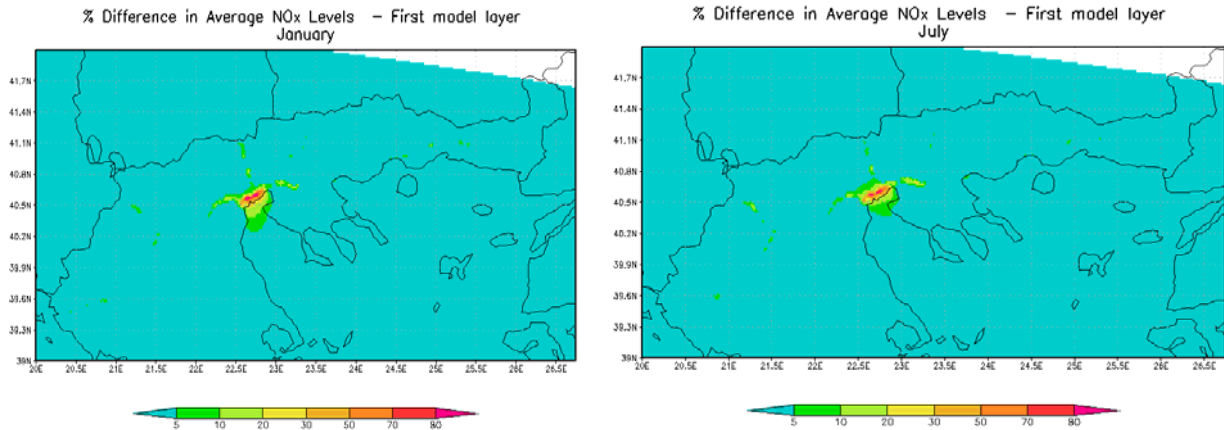 % Difference in Average NOx Levels – First model layer
January
41.7N
41.4N
41.1N
40.8N
40.5N
40.2N
39.9N
39.6N
39.3N
39N
20E 20.5E 21E 21.5E 22E 22.5E 23E 23.5E 24E 24.5E 25E 25.5E 26E 26.5E
5 10 20 30 50 70 80
% Difference in Average NOx Levels – First model layer
July
41.7N
41.4N
41.1N
40.8N
40.5N
40.2N
39.9N
39.6N
39.3N
39N
20E 20.5E 21E 21.5E 22E 22.5E 23E 23.5E 24E 24.5E 25E 25.5E 26E 26.5E
5 10 20 30 50 70 80